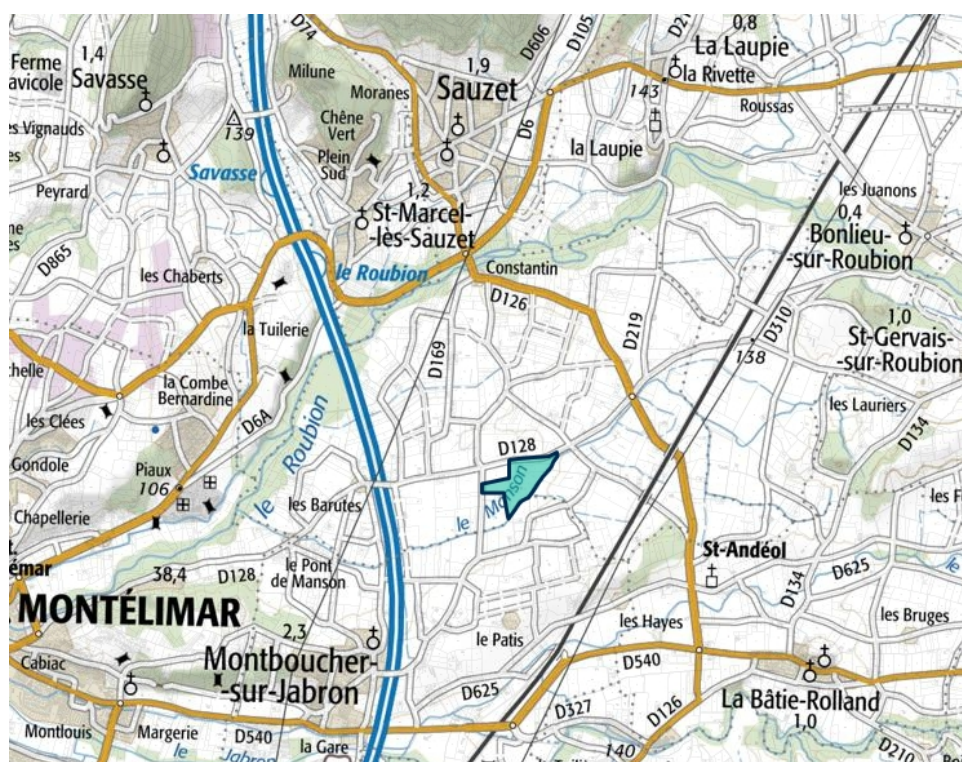 D74
D606
D105
D21
0,8
La Laupie
Ferme
avicole
1,4
Savasse
Milune
1,9
Sauzet
la Rivette
143
Moranes
Roussas
s Vignauds
139
Chêne
Vert
D6
Plein
Sud
la Laupie
Savasse
Peyrard
1,2
St-Marcel-
-lès-Sauzet
les Juanons
0,4
Bonlieu-
-sur-Roubion
D865
les Chaberts
le Roubion
Constantin
D126
D219
D310
1,0
St-Gervais-
-sur-Roubion
la Tuilerie
D169
138
la Combe
Bernardine
les Clées
D6A
les Lauriers
D134
Gondole
Roubion
D128
Piaux
106
le
les Barutes
le Manson
Chapellerie
St-Andéol
38,4
D128
le Pont
de Manson
D134
D625
le
MONTÉLIMAR
2,3
le Patis
les Hayes
les Bruges
Cabiac
Montboucher-
-sur-Jabron
D540
D625
La Bâtie-Rolland
1,0
D327
D126
Montlouis
Margerie
le Jabron
D540
la Gare
140
D210